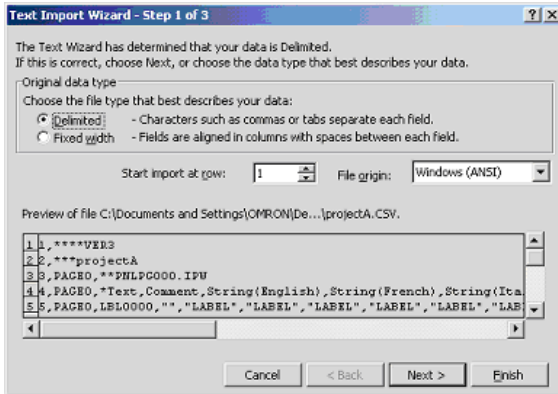 Text Import Wizard - Step 1 of 3
The Text Wizard has determined that your data is Delimited.
If this is correct, choose Next, or choose the data type that best describes your data.
Original data type
Choose the file type that best describes your data:
Delimited - Characters such as commas or tabs separate each field.
Fixed width - Fields are aligned in columns with spaces between each field.
Start import at row: 1 File origin: Windows (ANSI)
Preview of file C:\Documents and Settings\OMRON\De...\projectA.CSV.
1 1,****VER3
2 2,***projectA
3 3,PAGE0,**PNLPG000.IPW
4 4,PAGE0,*Text,Comment,String(English),String(French),String(Ita
5 5,PAGE0,LBL0000,"","LABEL","LABEL","LABEL","LABEL","LABEL","LAB
Cancel < Back Next > Finish